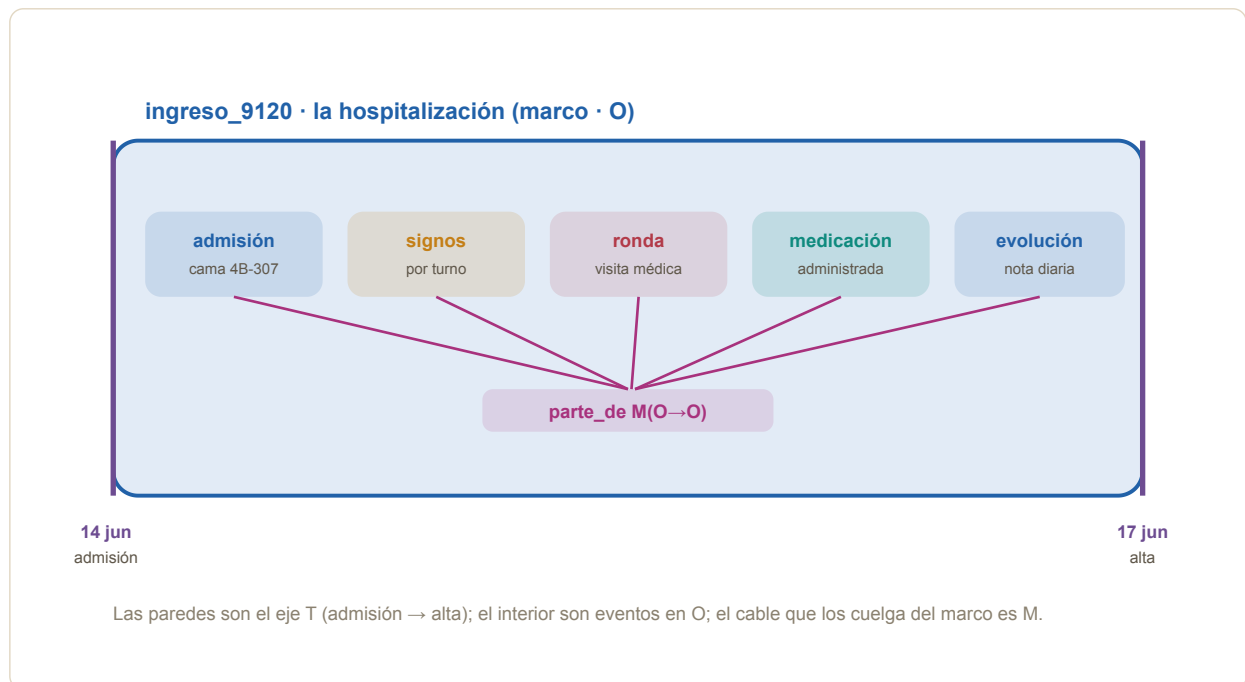 ingreso_9120 · la hospitalización (marco · O)
admisión
cama 4B-307
signos
por turno
ronda
visita médica
medicación
administrada
evolución
nota diaria
parte_de M(O→O)
14 jun
admisión
17 jun
alta
Las paredes son el eje T (admisión → alta); el interior son eventos en O; el cable que los cuelga del marco es M.